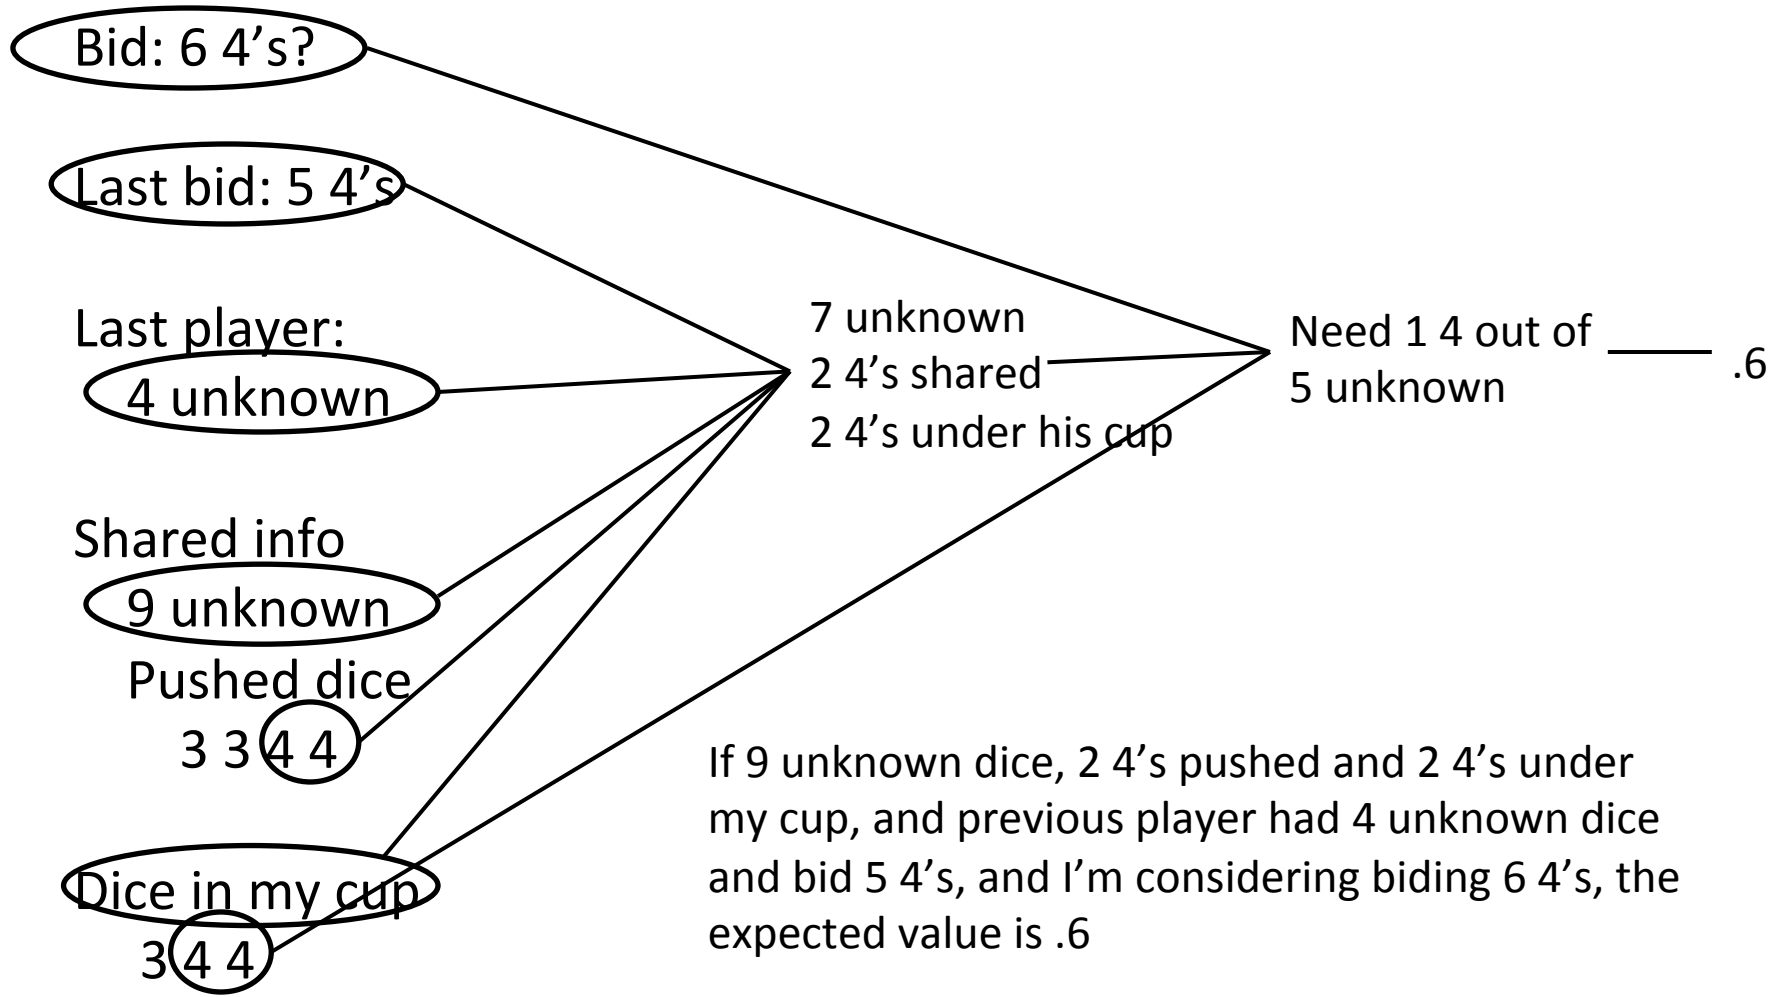 Bid: 6 4’s?
Last bid: 5 4’s
Last player:
4 unknown
Shared info
9 unknown
Pushed dice
3 3 4 4
Dice in my cup
3 4 4
7 unknown
2 4’s shared
2 4’s under his cup
Need 1 4 out of
5 unknown
.6
If 9 unknown dice, 2 4’s pushed and 2 4’s under
my cup, and previous player had 4 unknown dice
and bid 5 4’s, and I’m considering biding 6 4’s, the
expected value is .6